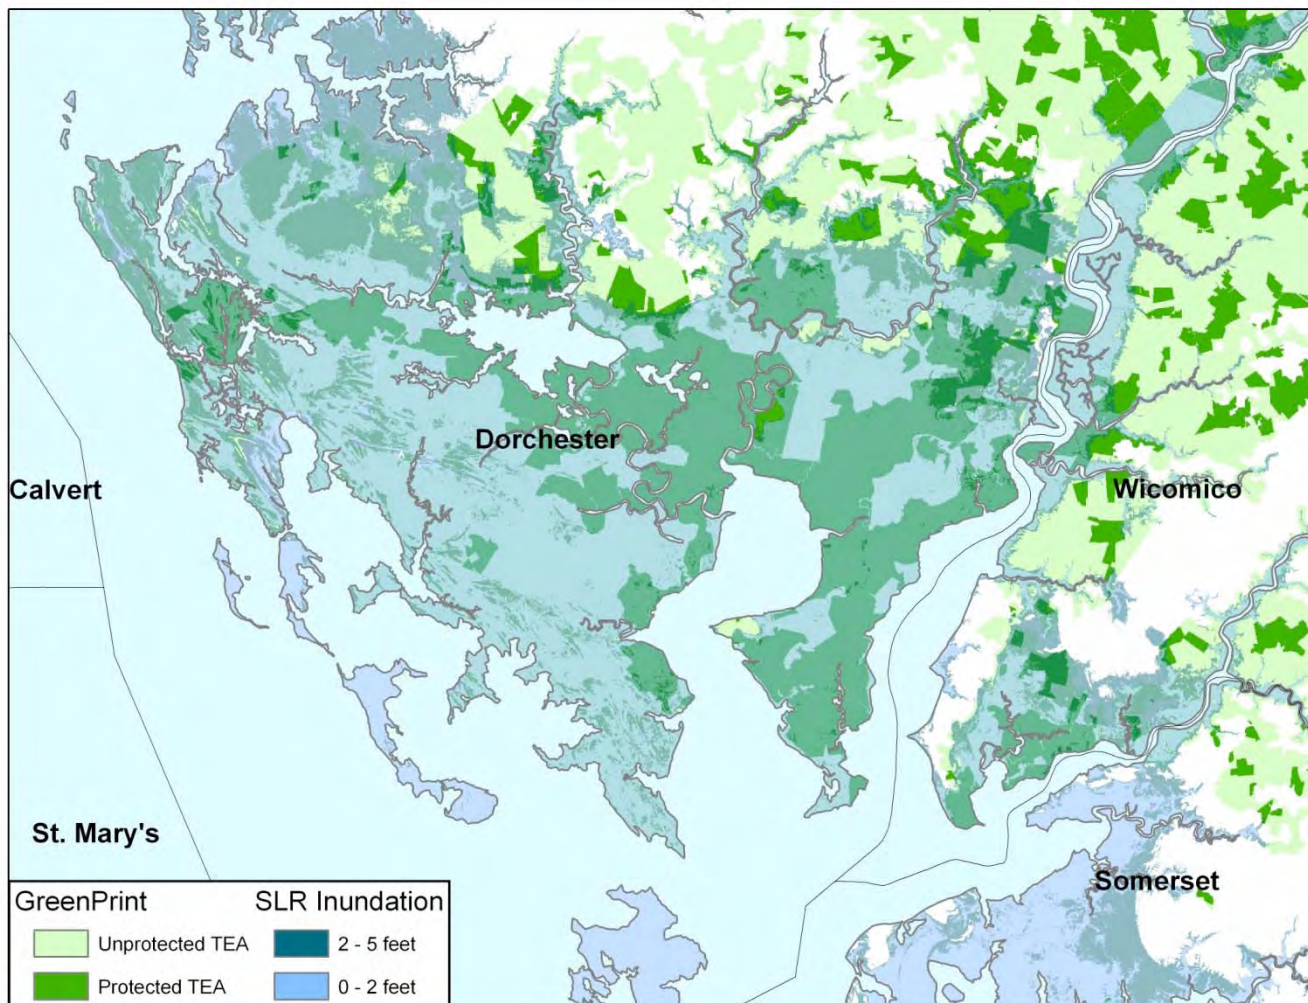 Dorchester
Calvert
Wicomico
St. Mary's
Somerset
GreenPrint
SLR Inundation
Unprotected TEA
2 - 5 feet
Protected TEA
0 - 2 feet